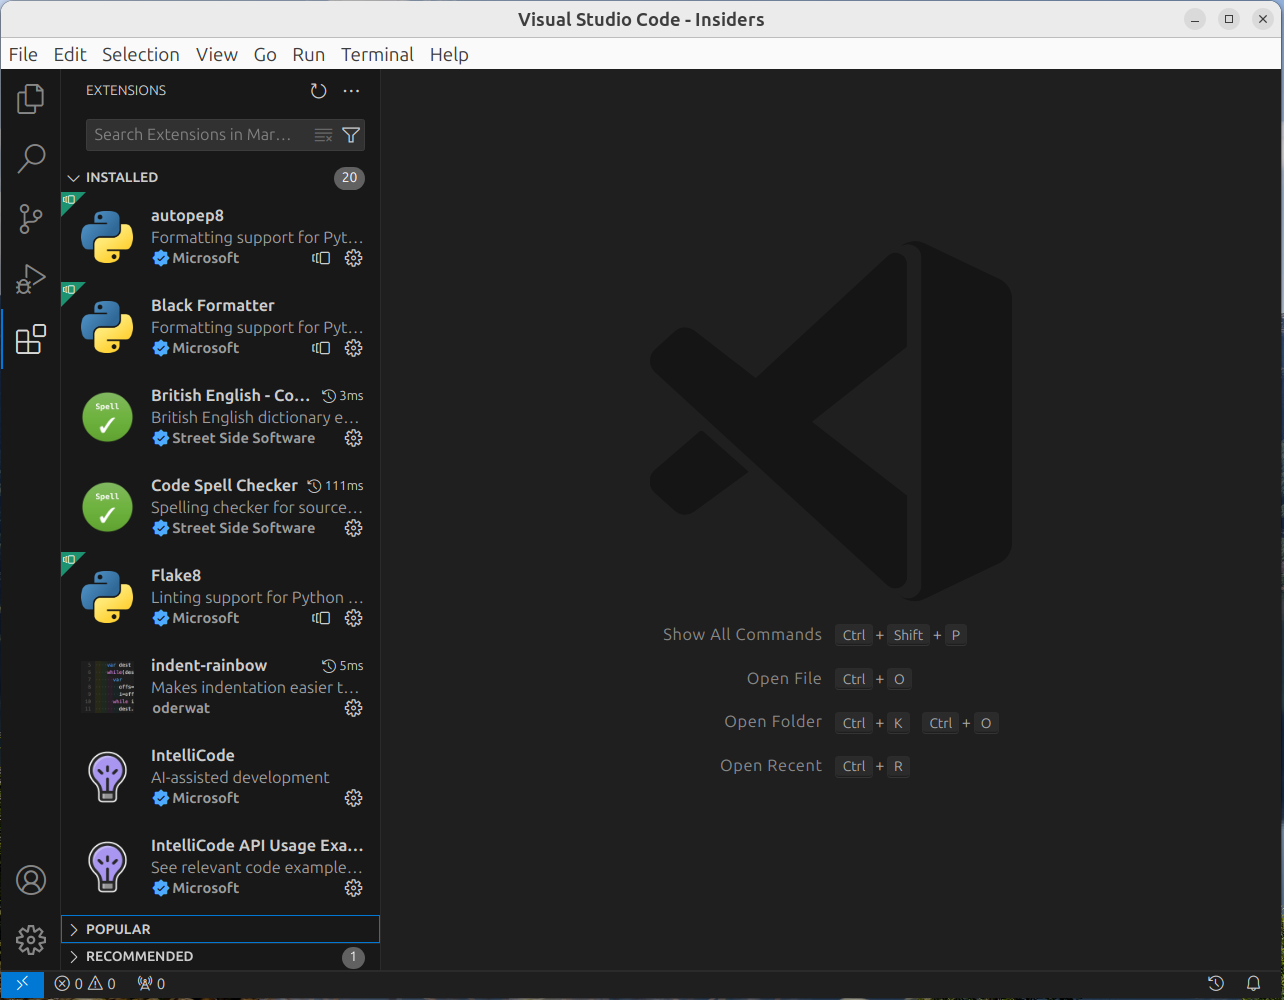 Visual Studio Code - Insiders
File Edit Selection View Go Run Terminal Help
EXTENSIONS
Search Extensions in Mar...
INSTALLED 20
autopep8
Formatting support for Pyt...
Microsoft
Black Formatter
Formatting support for Pyt...
Microsoft
British English - Co... 3ms
Spell
British English dictionary e...
Street Side Software
Code Spell Checker 111ms
Spell
Spelling checker for source...
Street Side Software
Flake8
Linting support for Python ...
Microsoft
indent-rainbow 5ms
Makes indentation easier t...
oderwat
IntelliCode
AI-assisted development
Microsoft
IntelliCode API Usage Exa...
See relevant code example...
Microsoft
POPULAR
RECOMMENDED 1
Show All Commands Ctrl + Shift + P
Open File Ctrl + O
Open Folder Ctrl + K Ctrl + O
Open Recent Ctrl + R
0 0 0